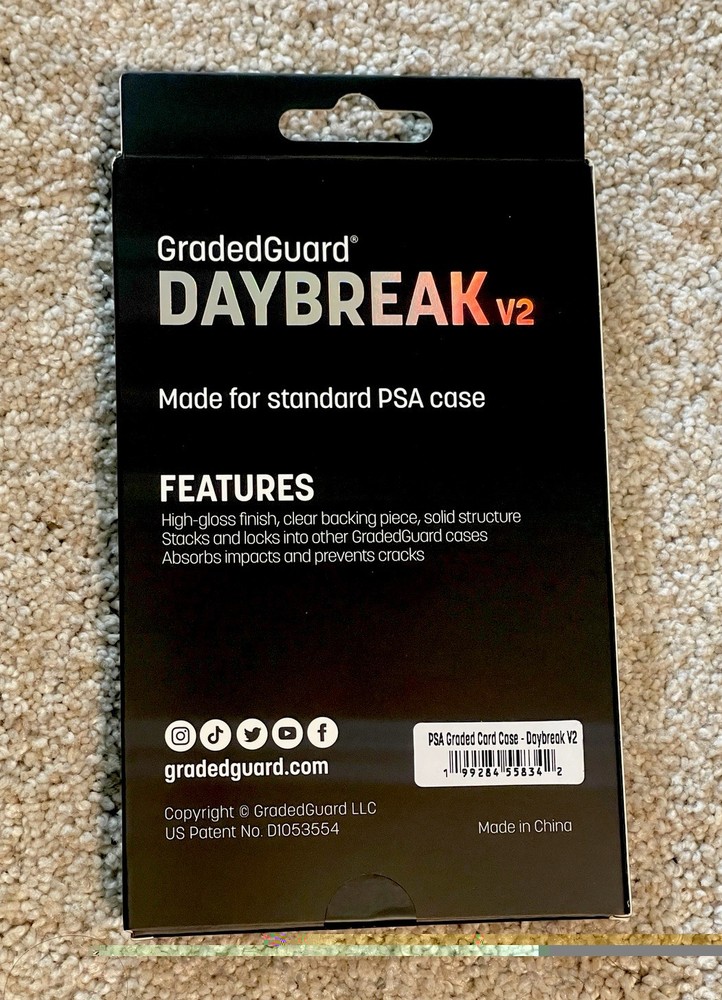 GradedGuard®
DAYBREAK V2
Made for standard PSA case
FEATURES
High-gloss finish, clear backing piece, solid structure
Stacks and locks into other GradedGuard cases
Absorbs impacts and prevents cracks
gradedguard.com
PSA Graded Card Case - Daybreak V2
1 99284 55834 2
Copyright © GradedGuard LLC
US Patent No. D1053554
Made in China